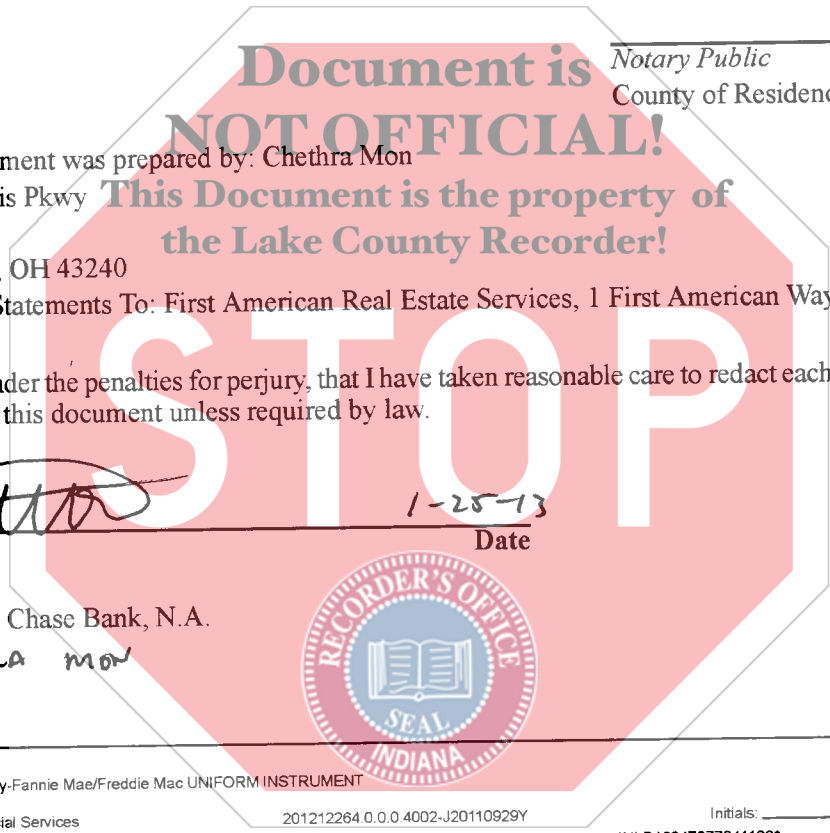 Document is
NOT OFFICIAL!
This Document is the property of
the Lake County Recorder!
STOP
Notary Public
County of Residenc
ment was prepared by: Chethra Mon
is Pkwy
, OH 43240
Statements To: First American Real Estate Services, 1 First American Way
der the penalties for perjury, that I have taken reasonable care to redact each
this document unless required by law.
1-25-13
Date
Chase Bank, N.A.
LA MON
RECORDER'S OFFICE
SEAL
INDIANA
y-Fannie Mae/Freddie Mac UNIFORM INSTRUMENT
ial Services
201212264.0.0.0.4002-J20110929Y
Initials: